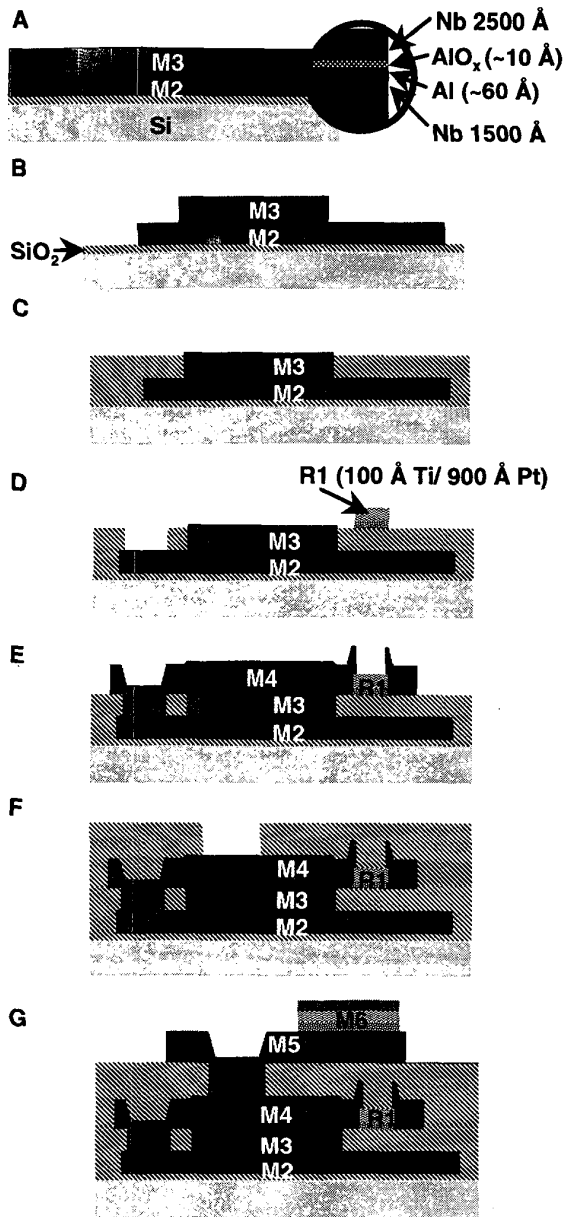 A
Nb 2500 Å
AlOₓ (~10 Å)
Al (~60 Å)
Nb 1500 Å
M3
M2
Si
B
M3
M2
SiO₂
C
M3
M2
D
R1 (100 Å Ti/ 900 Å Pt)
M3
M2
E
M4
R1
M3
M2
F
M4
R1
M3
M2
G
M6
M5
M4
R1
M3
M2